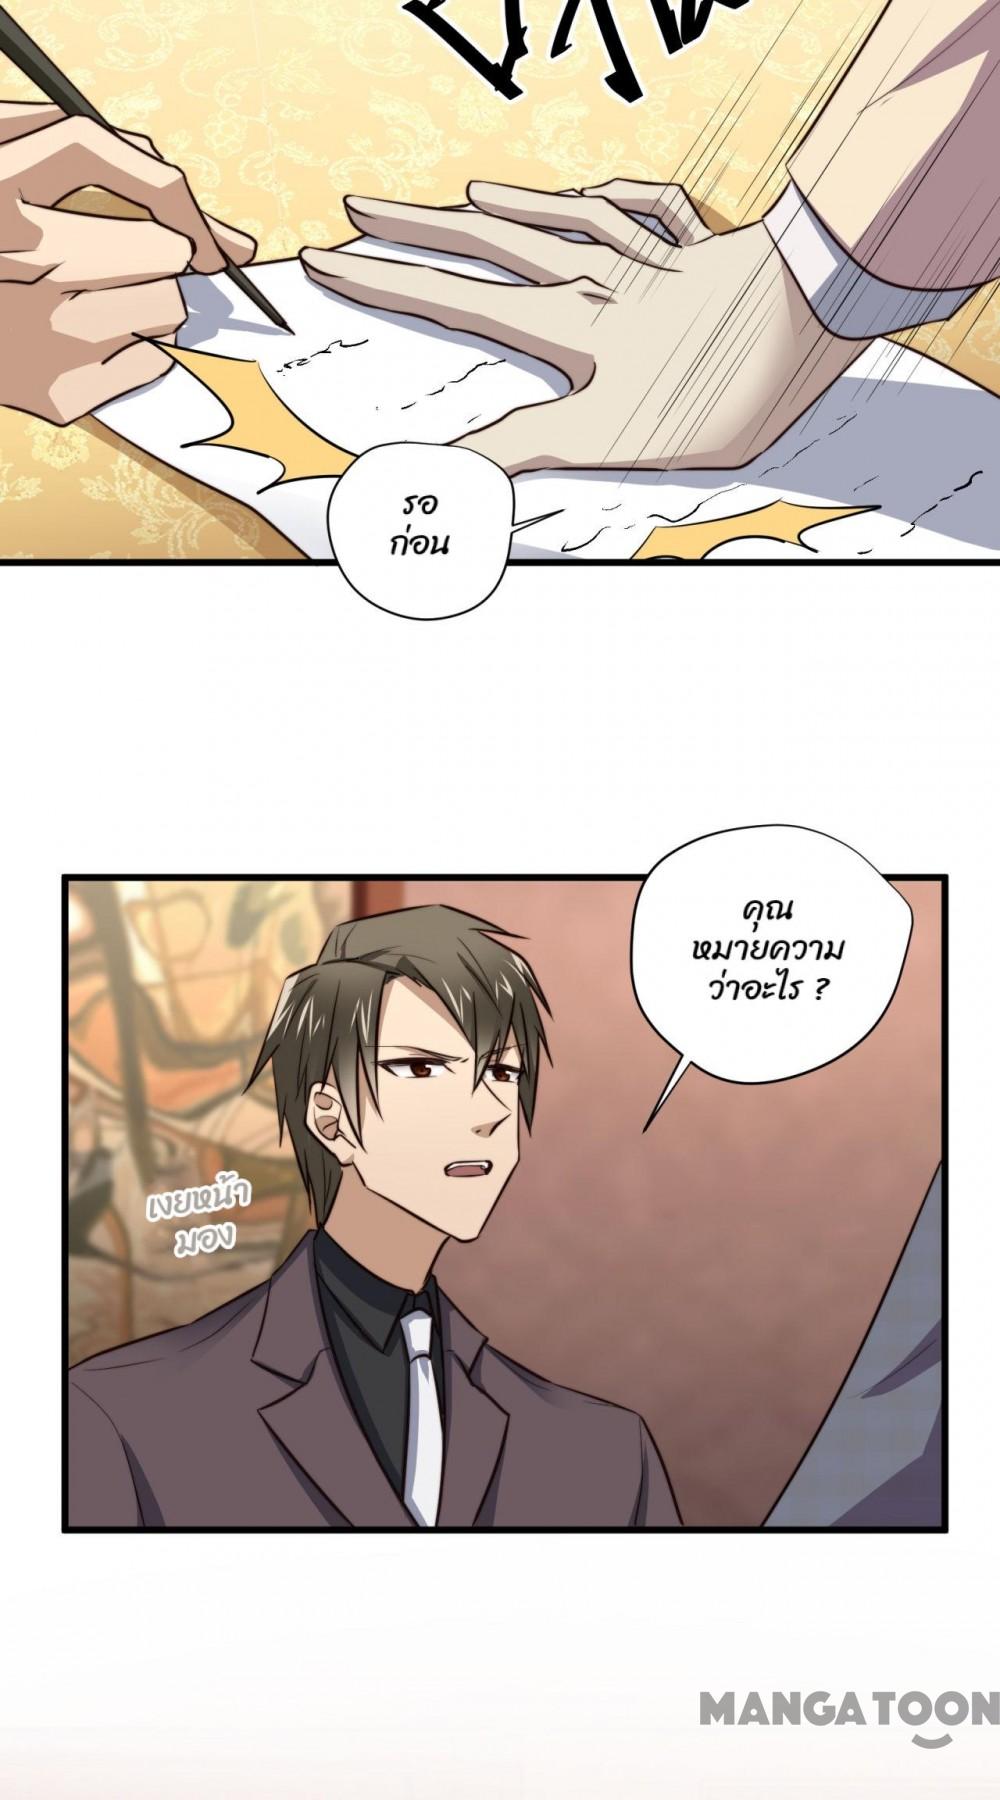 รอ
ก่อน
คุณ
หมายความ
ว่าอะไร ?
เงยหน้า
มอง
MANGATOON